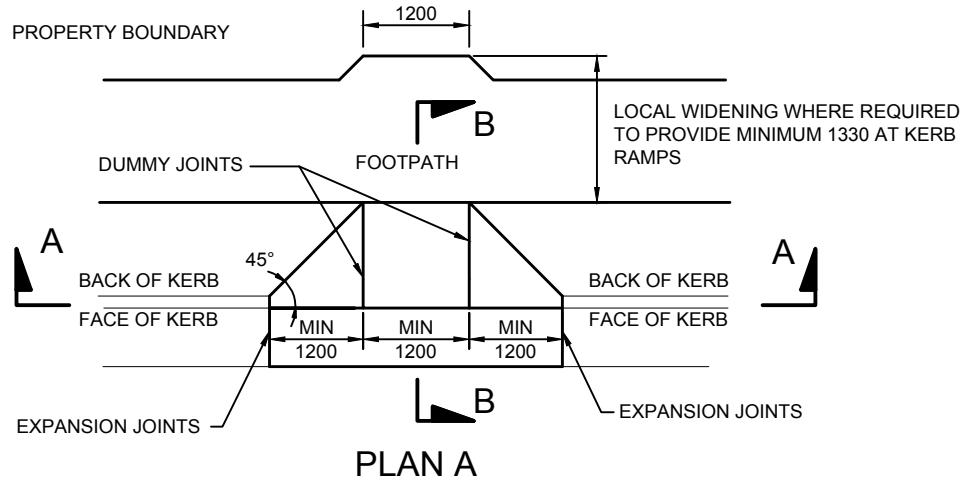 1200
PROPERTY BOUNDARY
B
LOCAL WIDENING WHERE REQUIRED
TO PROVIDE MINIMUM 1330 AT KERB
RAMPS
DUMMY JOINTS
FOOTPATH
A
A
45°
BACK OF KERB
BACK OF KERB
FACE OF KERB
FACE OF KERB
MIN
1200
MIN
1200
MIN
1200
B
EXPANSION JOINTS
EXPANSION JOINTS
PLAN A